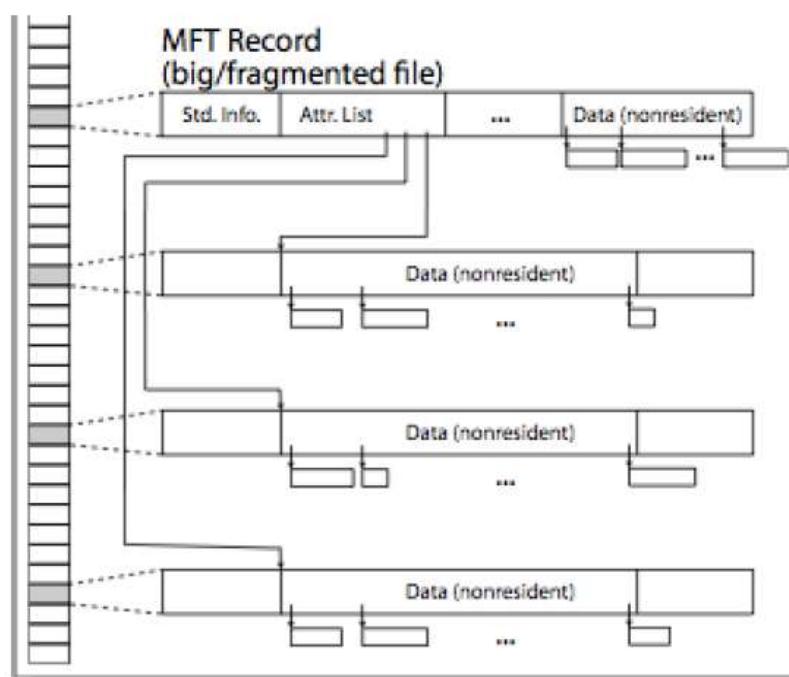 MFT Record
(big/fragmented file)
Std. Info. Attr. List ... Data (nonresident)
...
Data (nonresident)
...
Data (nonresident)
...
Data (nonresident)
...